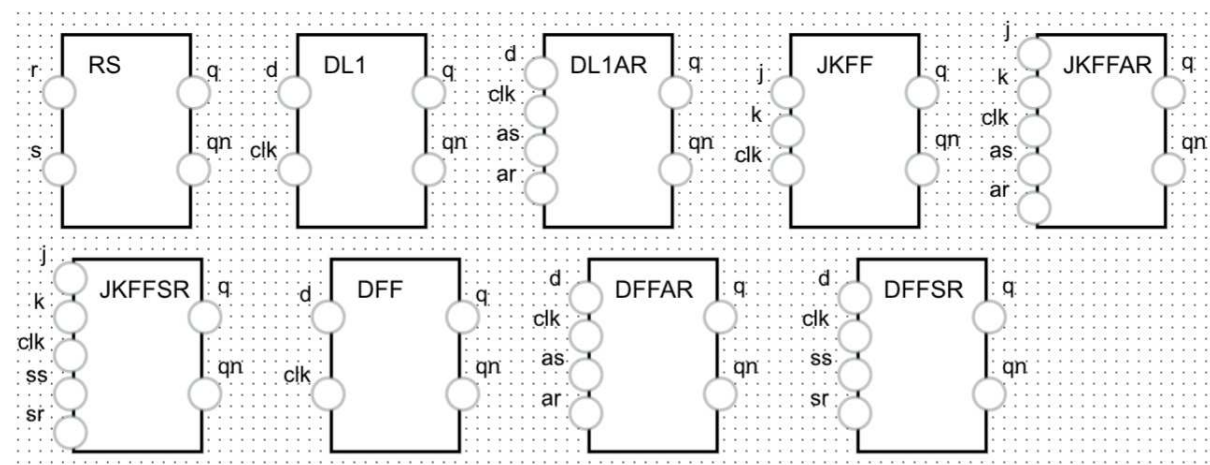 RS
r
s
q
qn
DL1
d
clk
q
qn
DL1AR
d
clk
as
ar
q
qn
JKFF
j
k
clk
q
qn
JKFFAR
j
k
clk
as
ar
q
qn
JKFFSR
j
k
clk
ss
sr
q
qn
DFF
d
clk
q
qn
DFFAR
d
clk
as
ar
q
qn
DFFSR
d
clk
ss
sr
q
qn